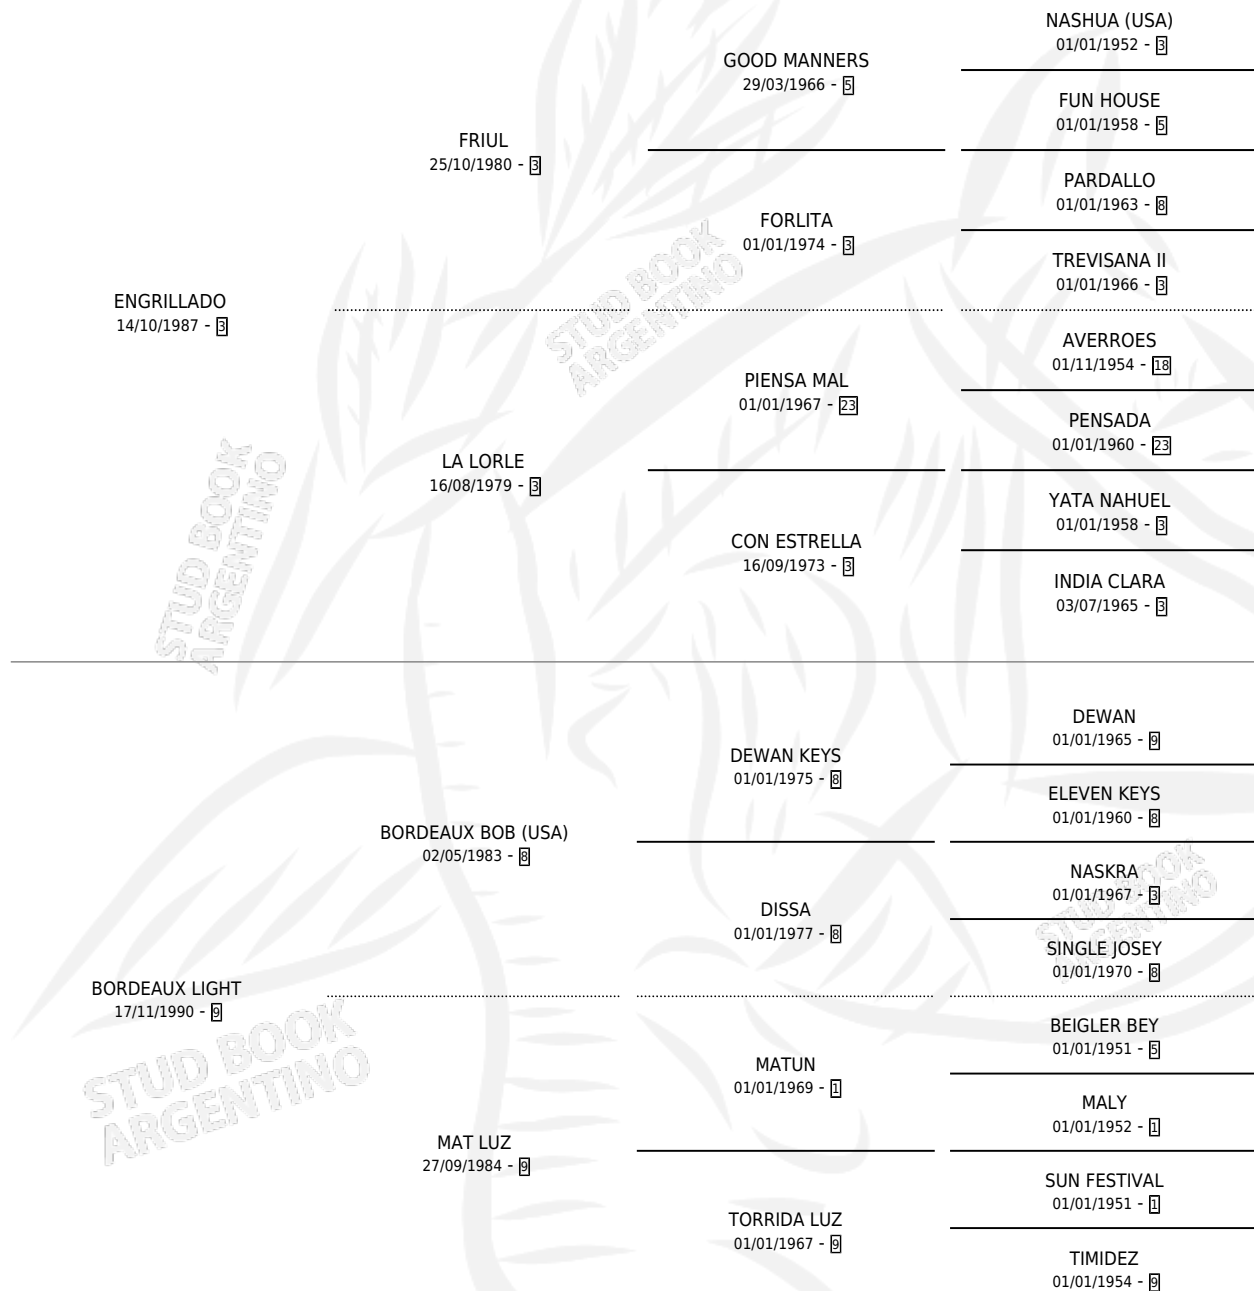 NASHUA (USA)
01/01/1952 - 3
GOOD MANNERS
29/03/1966 - 5
FUN HOUSE
01/01/1958 - 5
FRIUL
25/10/1980 - 3
PARDALLO
01/01/1963 - 8
FORLITA
01/01/1974 - 3
TREVISANA II
01/01/1966 - 3
ENGRILLADO
14/10/1987 - 3
AVERROES
01/11/1954 - 18
PIENSA MAL
01/01/1967 - 23
PENSADA
01/01/1960 - 23
LA LORLE
16/08/1979 - 3
YATA NAHUEL
01/01/1958 - 3
CON ESTRELLA
16/09/1973 - 3
INDIA CLARA
03/07/1965 - 3
DEWAN
01/01/1965 - 9
DEWAN KEYS
01/01/1975 - 8
ELEVEN KEYS
01/01/1960 - 8
BORDEAUX BOB (USA)
02/05/1983 - 8
NASKRA
01/01/1967 - 3
DISSA
01/01/1977 - 8
SINGLE JOSEY
01/01/1970 - 8
BORDEAUX LIGHT
17/11/1990 - 9
BEIGLER BEY
01/01/1951 - 5
MATUN
01/01/1969 - 1
MALY
01/01/1952 - 1
MAT LUZ
27/09/1984 - 9
SUN FESTIVAL
01/01/1951 - 1
TORRIDA LUZ
01/01/1967 - 9
TIMIDEZ
01/01/1954 - 9
STUD BOOK
ARGENTINO
STUD BOOK
ARGENTINO
STUD BOOK
ARGENTINO
STUD BOOK
ARGENTINO